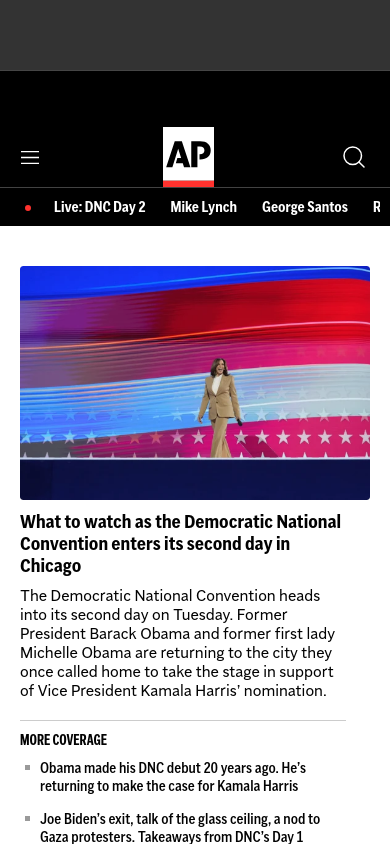 AP
Live: DNC Day 2 Mike Lynch George Santos R
What to watch as the Democratic National
Convention enters its second day in
Chicago
The Democratic National Convention heads
into its second day on Tuesday. Former
President Barack Obama and former first lady
Michelle Obama are returning to the city they
once called home to take the stage in support
of Vice President Kamala Harris’ nomination.
MORE COVERAGE
Obama made his DNC debut 20 years ago. He’s
returning to make the case for Kamala Harris
Joe Biden’s exit, talk of the glass ceiling, a nod to
Gaza protesters. Takeaways from DNC’s Day 1